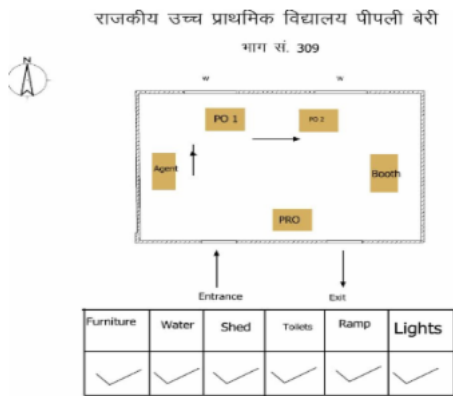 राजकीय उच्च प्राथमिक विद्यालय पीपली बेरी
भाग सं. 309
N
W W
PO 1 PO 2
Agent Booth
PRO
Entrance Exit
Furniture Water Shed Toilets Ramp Lights